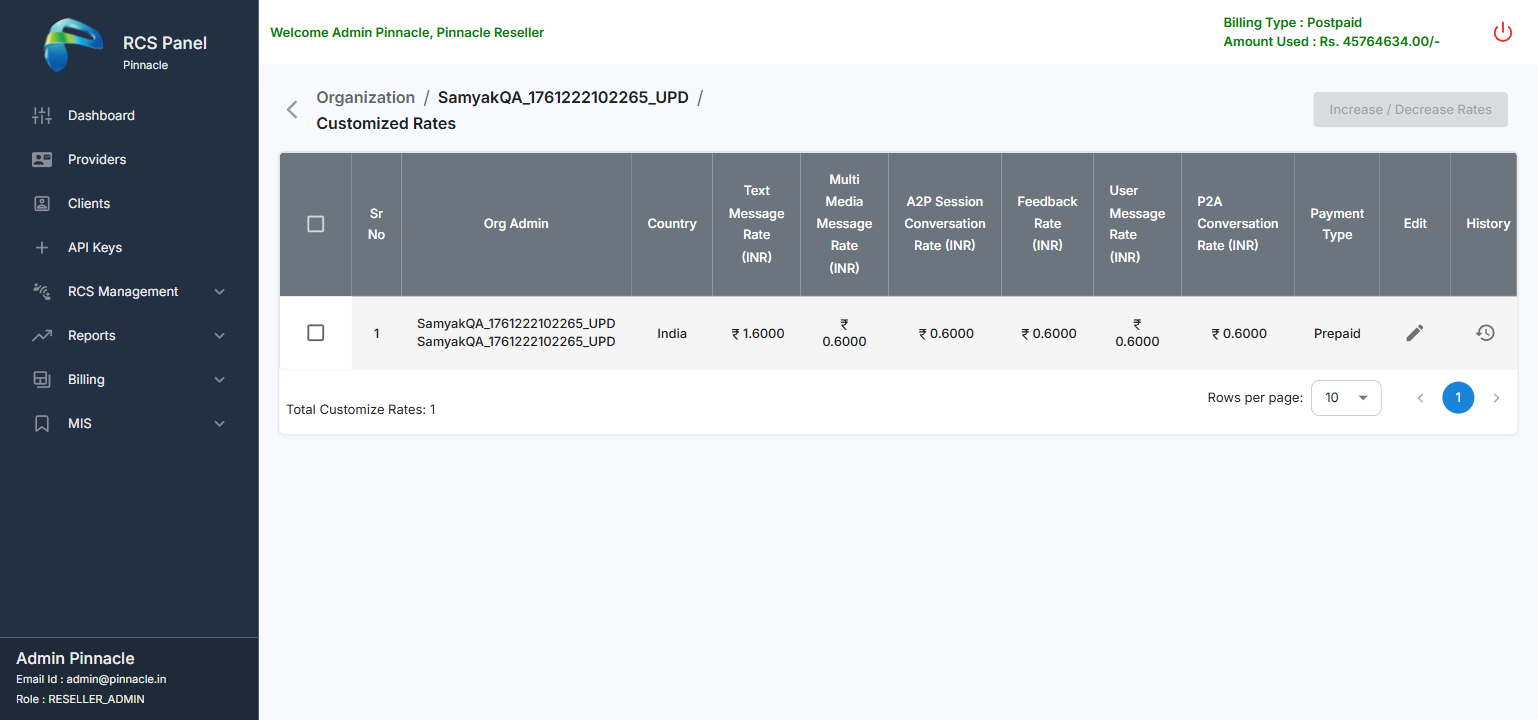 RCS Panel
Pinnacle
Dashboard
Providers
Clients
API Keys
RCS Management
Reports
Billing
MIS
Admin Pinnacle
Email Id : admin@pinnacle.in
Role : RESELLER_ADMIN
Welcome Admin Pinnacle, Pinnacle Reseller
Billing Type : Postpaid
Amount Used : Rs. 45764634.00/-
Organization / SamyakQA_1761222102265_UPD /
Customized Rates
Increase / Decrease Rates
Sr
No
Org Admin
Country
Text
Message
Rate
(INR)
Multi
Media
Message
Rate
(INR)
A2P Session
Conversation
Rate (INR)
Feedback
Rate
(INR)
User
Message
Rate
(INR)
P2A
Conversation
Rate (INR)
Payment
Type
Edit
History
1
SamyakQA_1761222102265_UPD
SamyakQA_1761222102265_UPD
India
₹ 1.6000
₹
0.6000
₹ 0.6000
₹ 0.6000
₹
0.6000
₹ 0.6000
Prepaid
Total Customize Rates: 1
Rows per page: 10
1